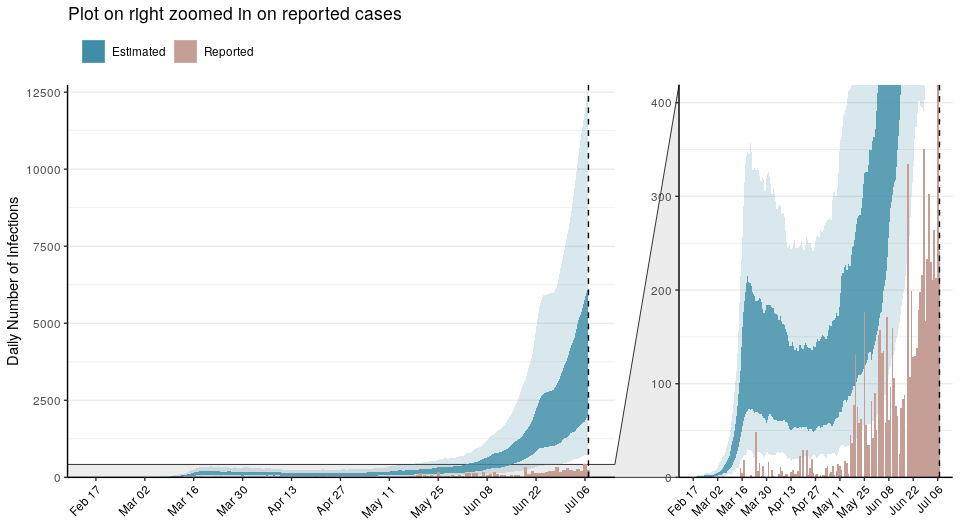 Plot on right zoomed in on reported cases
Estimated Reported
Daily Number of Infections
12500
10000
7500
5000
2500
0
Feb 17 Mar 02 Mar 16 Mar 30 Apr 13 Apr 27 May 11 May 25 Jun 08 Jun 22 Jul 06
400
300
200
100
0
Feb 17 Mar 02 Mar 16 Mar 30 Apr 13 Apr 27 May 11 May 25 Jun 08 Jun 22 Jul 06